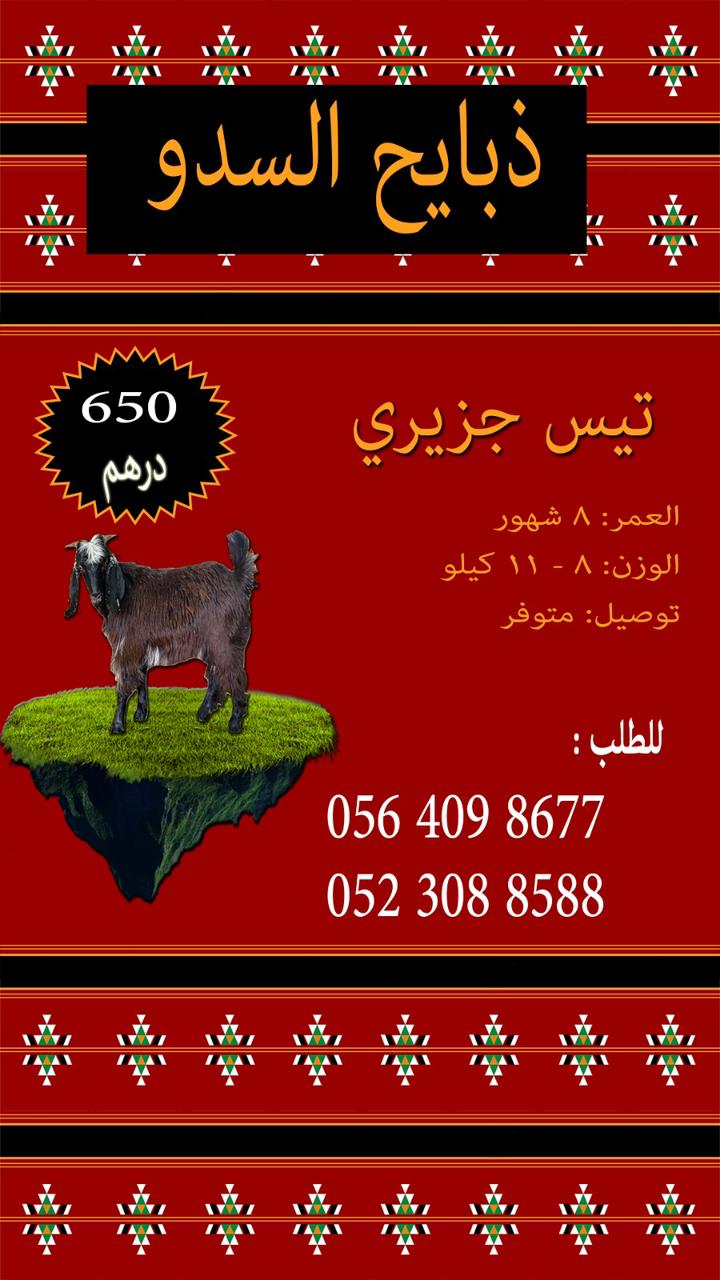 ذبايح السدو
650
درهم
تيس جزيري
العمر: ٨ شهور
الوزن: ٨ - ١١ كيلو
توصيل: متوفر
للطلب :
056 409 8677
052 308 8588